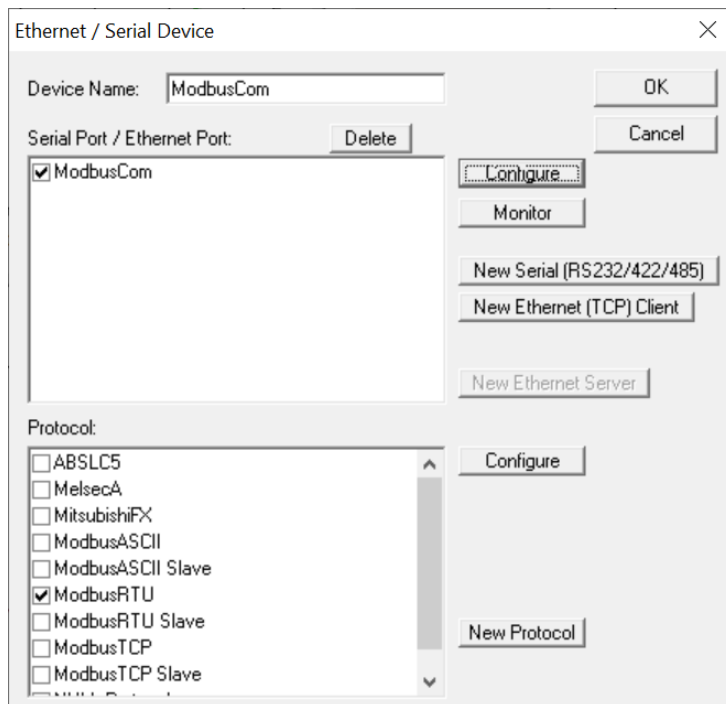 Ethernet / Serial Device
Device Name: ModbusCom OK
Serial Port / Ethernet Port: Delete Cancel
ModbusCom Configure
Monitor
New Serial (RS232/422/485)
New Ethernet (TCP) Client
New Ethernet Server
Protocol:
ABSLC5 Configure
MelsecA
MitsubishiFX
ModbusASCII
ModbusASCII Slave
ModbusRTU
ModbusRTU Slave New Protocol
ModbusTCP
ModbusTCP Slave